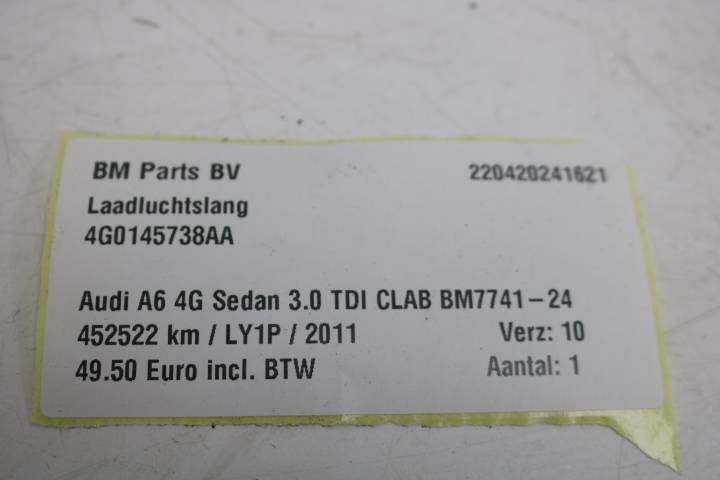 BM Parts BV 220420241621
Laadluchtslang
4G0145738AA
Audi A6 4G Sedan 3.0 TDI CLAB BM7741-24
452522 km / LY1P / 2011 Verz: 10
49.50 Euro incl. BTW Aantal: 1